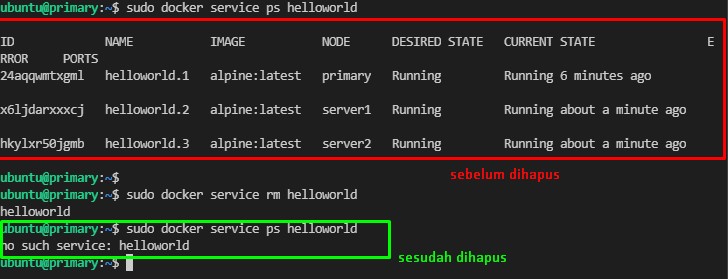 ubuntu@primary:~$ sudo docker service ps helloworld
ID NAME IMAGE NODE DESIRED STATE CURRENT STATE E
RROR PORTS
24aqqwmtxgml helloworld.1 alpine:latest primary Running Running 6 minutes ago
x6ljdarxxxcj helloworld.2 alpine:latest server1 Running Running about a minute ago
hkylxr50jgmb helloworld.3 alpine:latest server2 Running Running about a minute ago
ubuntu@primary:~$
sebelum dihapus
ubuntu@primary:~$ sudo docker service rm helloworld
helloworld
ubuntu@primary:~$ sudo docker service ps helloworld
no such service: helloworld
sesudah dihapus
ubuntu@primary:~$